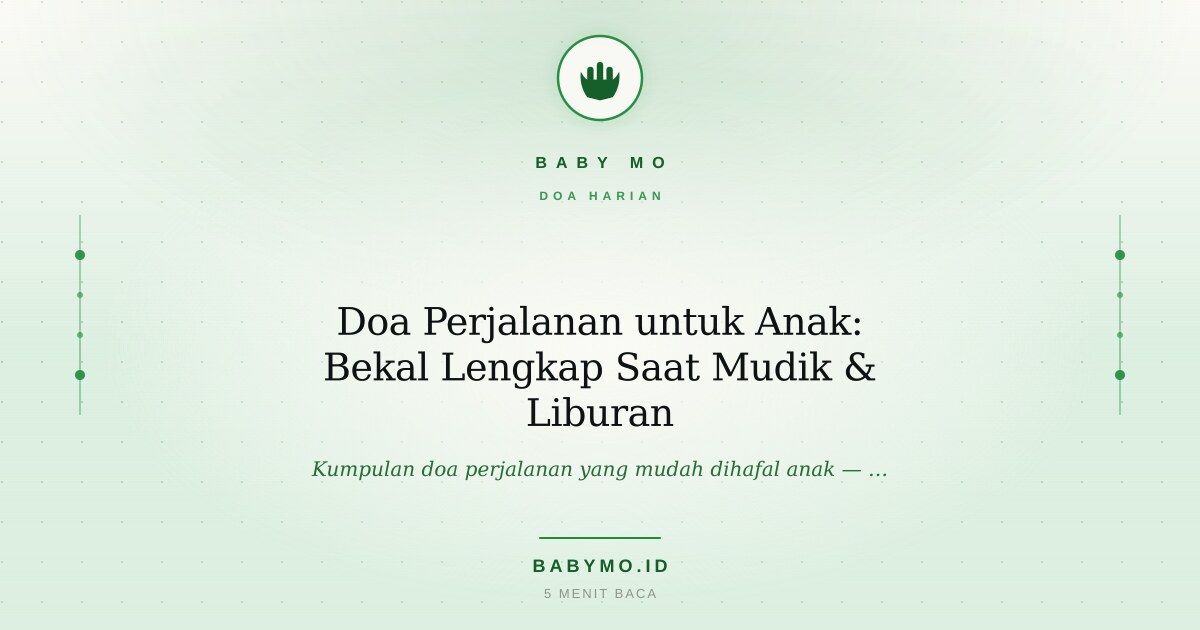 BABY MO
DOA HARIAN
Doa Perjalanan untuk Anak:
Bekal Lengkap Saat Mudik &
Liburan
Kumpulan doa perjalanan yang mudah dihafal anak — ...
BABYMO.ID
5 MENIT BACA